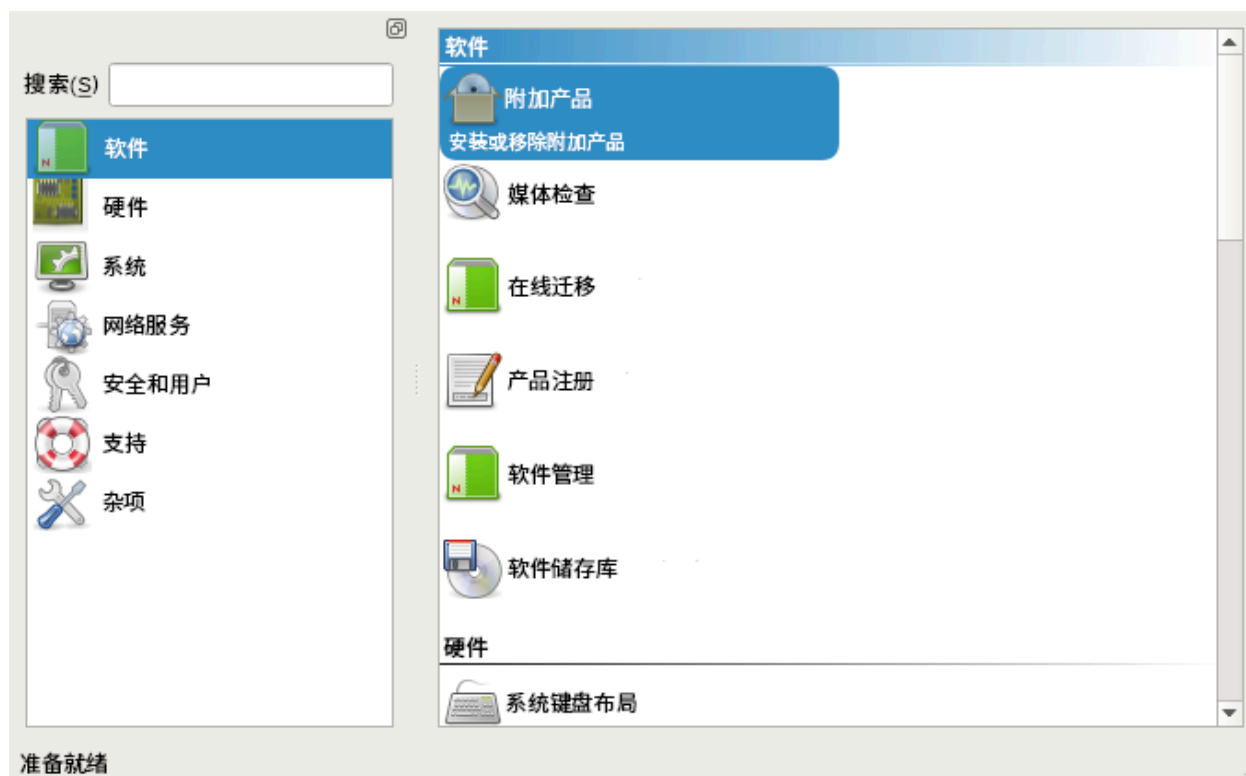 搜索(S)
软件
硬件
系统
网络服务
安全和用户
支持
杂项
软件
附加产品
安装或移除附加产品
媒体检查
在线迁移
产品注册
软件管理
软件储存库
硬件
系统键盘布局
准备就绪